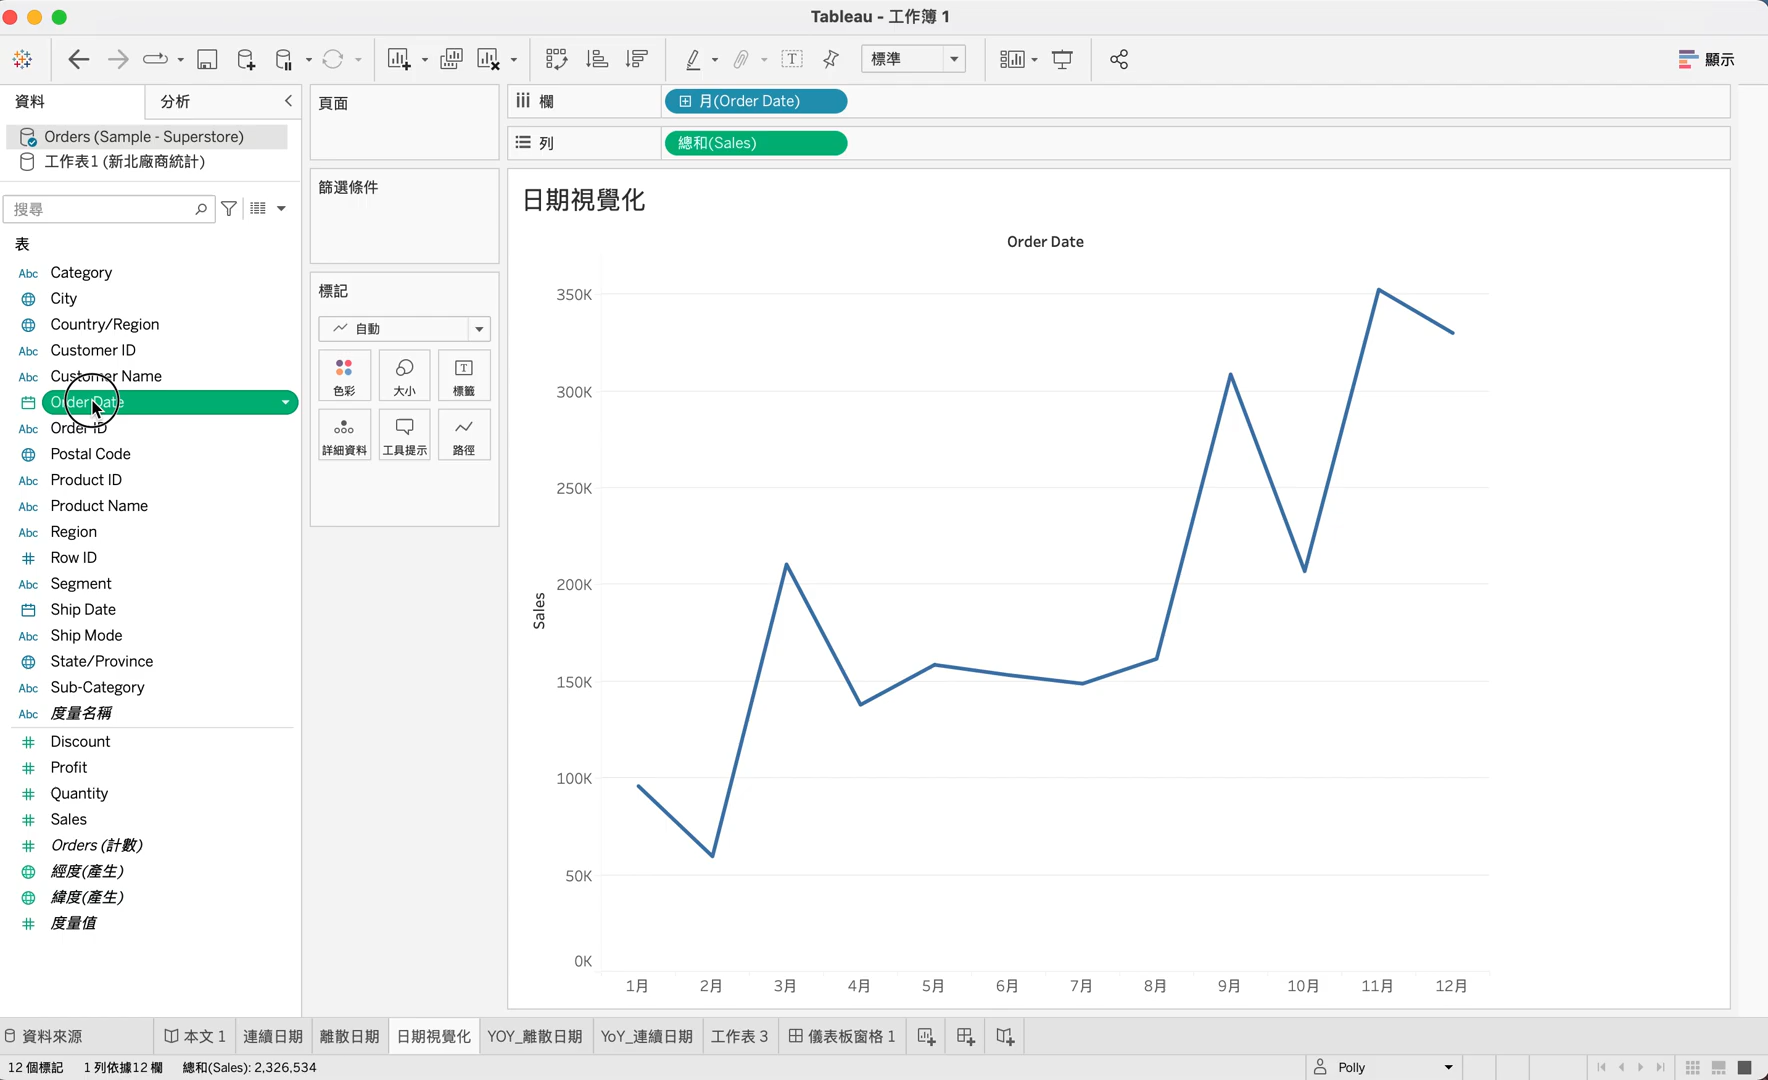 Tableau - 工作簿 1
標準
顯示
資料
分析
Orders (Sample - Superstore)
工作表1 (新北廠商統計)
搜尋
表
Abc Category
City
Country/Region
Abc Customer ID
Abc Customer Name
Order Date
Abc Order ID
Postal Code
Abc Product ID
Abc Product Name
Abc Region
Row ID
Abc Segment
Ship Date
Abc Ship Mode
State/Province
Abc Sub-Category
Abc 度量名稱
Discount
Profit
Quantity
Sales
Orders (計數)
經度(產生)
緯度(產生)
度量值
頁面
篩選條件
標記
自動
色彩
大小
標籤
詳細資料
工具提示
路徑
欄
月(Order Date)
列
總和(Sales)
日期視覺化
Order Date
350K
300K
250K
200K
150K
100K
50K
0K
Sales
1月
2月
3月
4月
5月
6月
7月
8月
9月
10月
11月
12月
資料來源
本文 1
連續日期
離散日期
日期視覺化
YOY_離散日期
YoY_連續日期
工作表 3
儀表板窗格 1
12 個標記
1 列依據12 欄
總和(Sales): 2,326,534
Polly